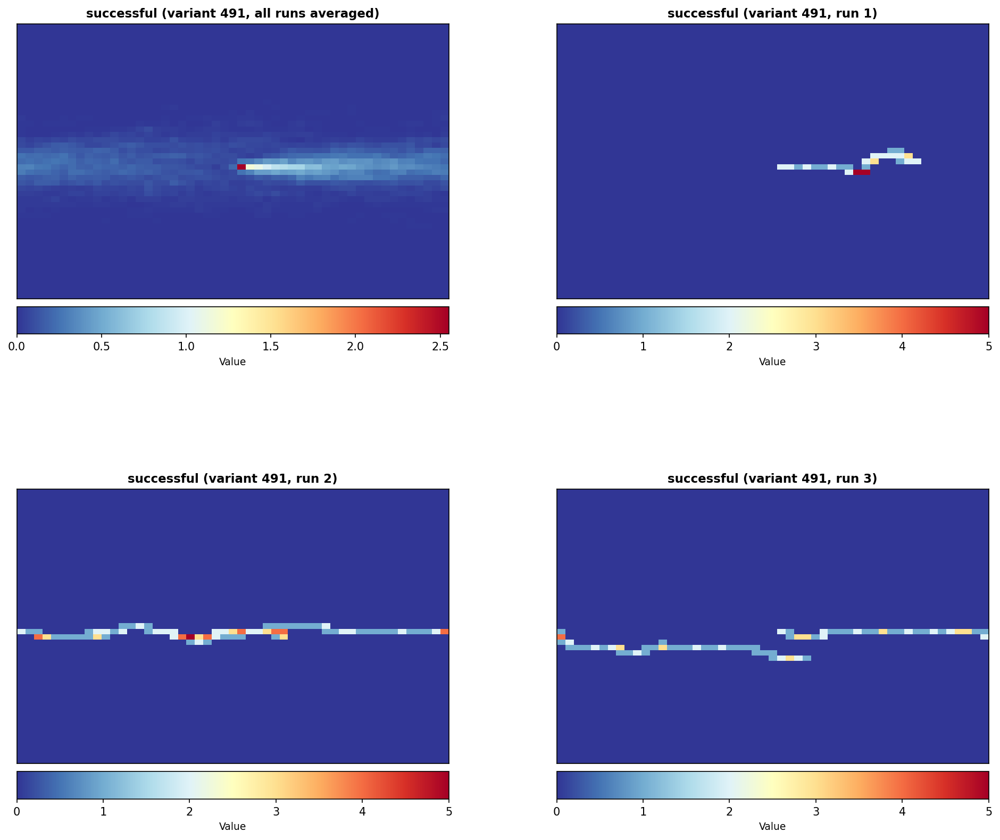 successful (variant 491, all runs averaged)
0.0 0.5 1.0 1.5 2.0 2.5
Value
successful (variant 491, run 1)
0 1 2 3 4 5
Value
successful (variant 491, run 2)
0 1 2 3 4 5
Value
successful (variant 491, run 3)
0 1 2 3 4 5
Value